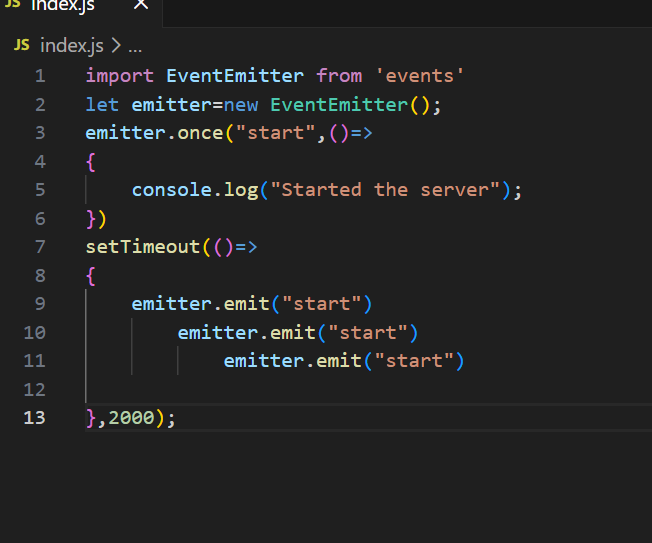 JS index.js ×
JS index.js > ...
1 import EventEmitter from 'events'
2 let emitter=new EventEmitter();
3 emitter.once("start",()=>
4 {
5     console.log("Started the server");
6 })
7 setTimeout(()=>
8 {
9     emitter.emit("start")
10         emitter.emit("start")
11             emitter.emit("start")
12
13 },2000);